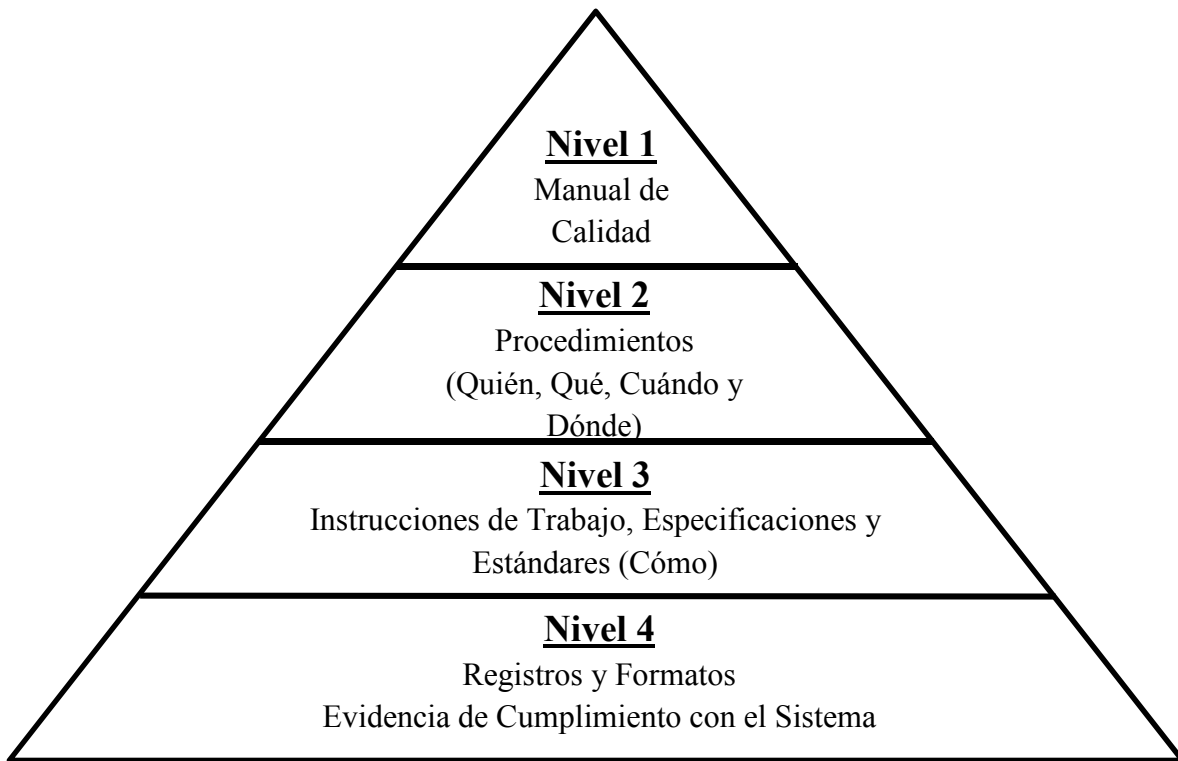 Nivel 1
Manual de
Calidad
Nivel 2
Procedimientos
(Quién, Qué, Cuándo y
Dónde)
Nivel 3
Instrucciones de Trabajo, Especificaciones y
Estándares (Cómo)
Nivel 4
Registros y Formatos
Evidencia de Cumplimiento con el Sistema